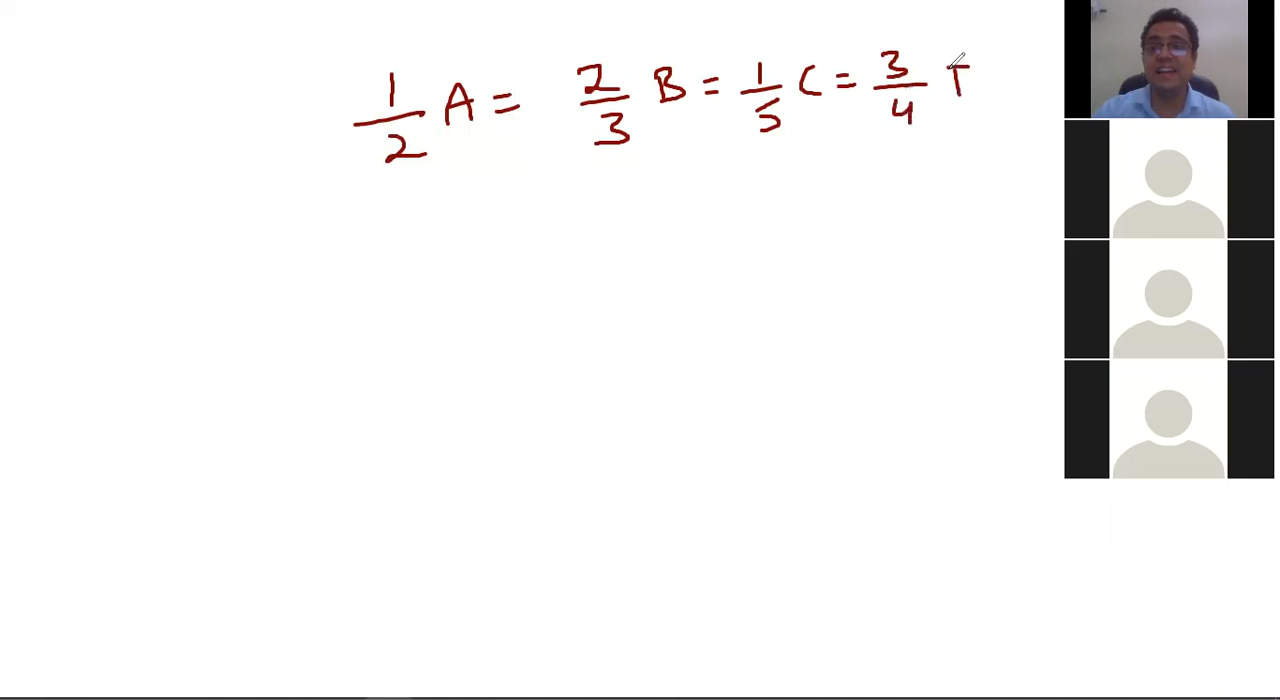 1/2 A = 2/3 B = 1/5 C = 3/4